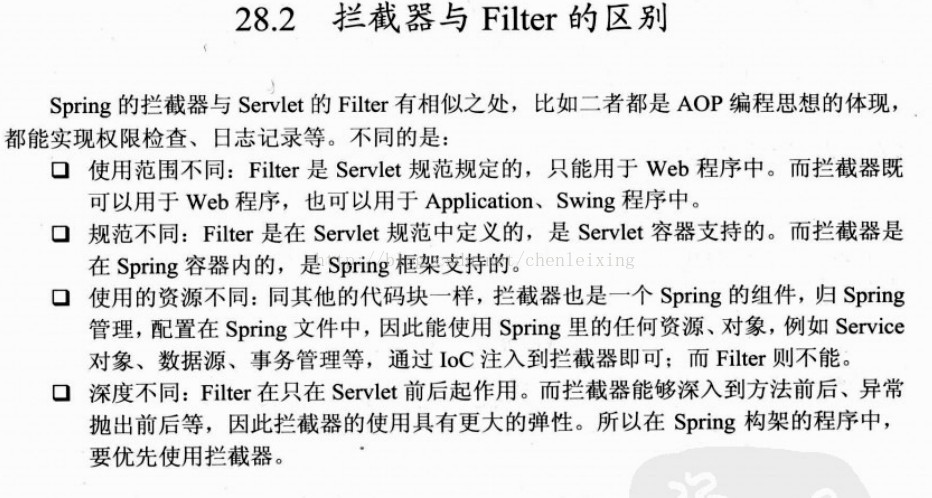 28.2 拦截器与 Filter 的区别
Spring 的拦截器与 Servlet 的 Filter 有相似之处，比如二者都是 AOP 编程思想的体现，
都能实现权限检查、日志记录等。不同的是：
❑ 使用范围不同：Filter 是 Servlet 规范规定的，只能用于 Web 程序中。而拦截器既
可以用于 Web 程序，也可以用于 Application、Swing 程序中。
❑ 规范不同：Filter 是在 Servlet 规范中定义的，是 Servlet 容器支持的。而拦截器是
在 Spring 容器内的，是 Spring 框架支持的。
❑ 使用的资源不同：同其他的代码块一样，拦截器也是一个 Spring 的组件，归 Spring
管理，配置在 Spring 文件中，因此能使用 Spring 里的任何资源、对象，例如 Service
对象、数据源、事务管理等，通过 IoC 注入到拦截器即可；而 Filter 则不能。
❑ 深度不同：Filter 在只在 Servlet 前后起作用。而拦截器能够深入到方法前后、异常
抛出前后等，因此拦截器的使用具有更大的弹性。所以在 Spring 构架的程序中，
要优先使用拦截器。